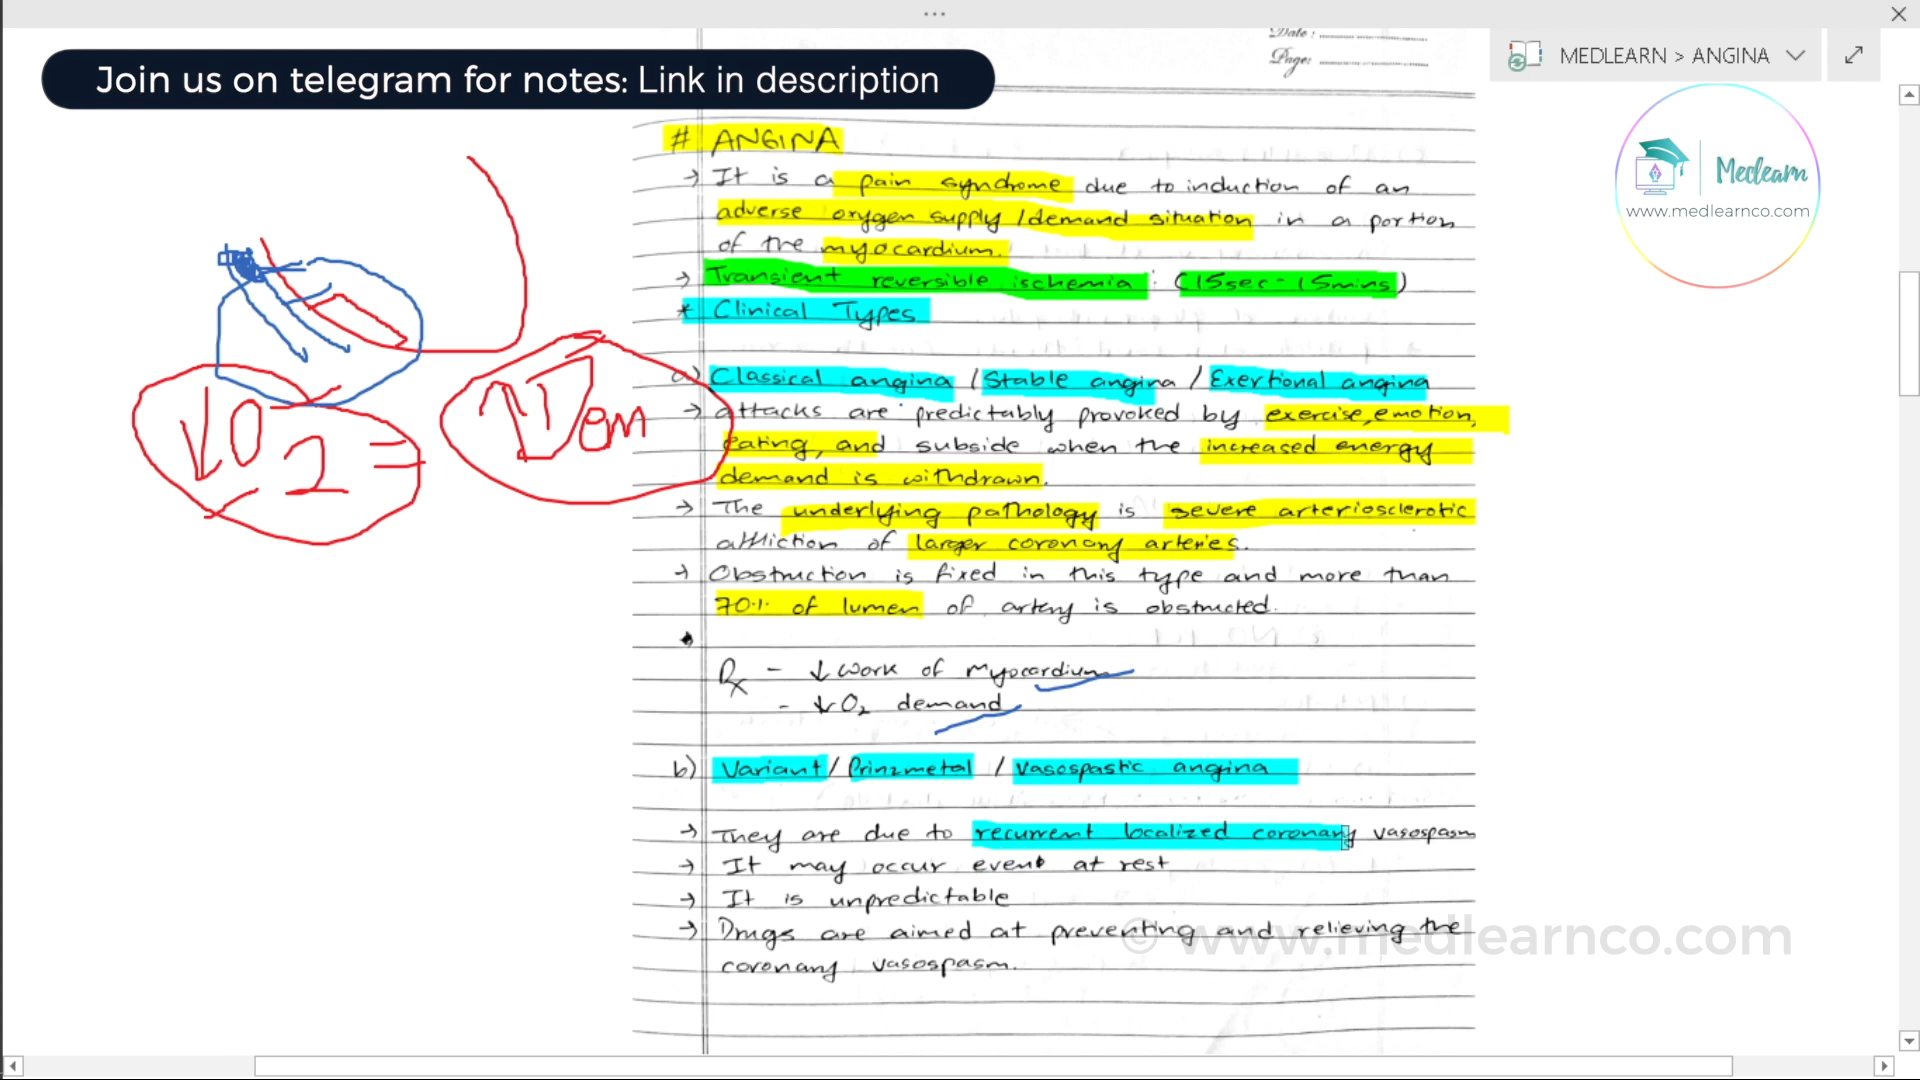 ...
Join us on telegram for notes: Link in description
Date :
Page:
MEDLEARN > ANGINA
Medlearn
www.medlearnco.com
# ANGINA
→ It is a pain syndrome due to induction of an
adverse oxygen supply /demand situation in a portion
of the myocardium.
→ Transient reversible ischemia : (15sec - 15mins)
* Clinical Types
a) Classical angina / Stable angina / Exertional angina
→ attacks are predictably provoked by exercise, emotion,
eating, and subside when the increased energy
demand is withdrawn.
→ The underlying pathology is severe arteriosclerotic
affliction of larger coronary arteries.
→ Obstruction is fixed in this type and more than
70% of lumen of artery is obstructed.
Rx - ↓ work of myocardium
- ↓ O2 demand
b) Variant / Prinzmetal / Vasospastic angina
→ They are due to recurrent localized coronary vasospasm
→ It may occur even at rest
→ It is unpredictable
→ Drugs are aimed at preventing and relieving the
coronary vasospasm.
© www.medlearnco.com
↓O2 =